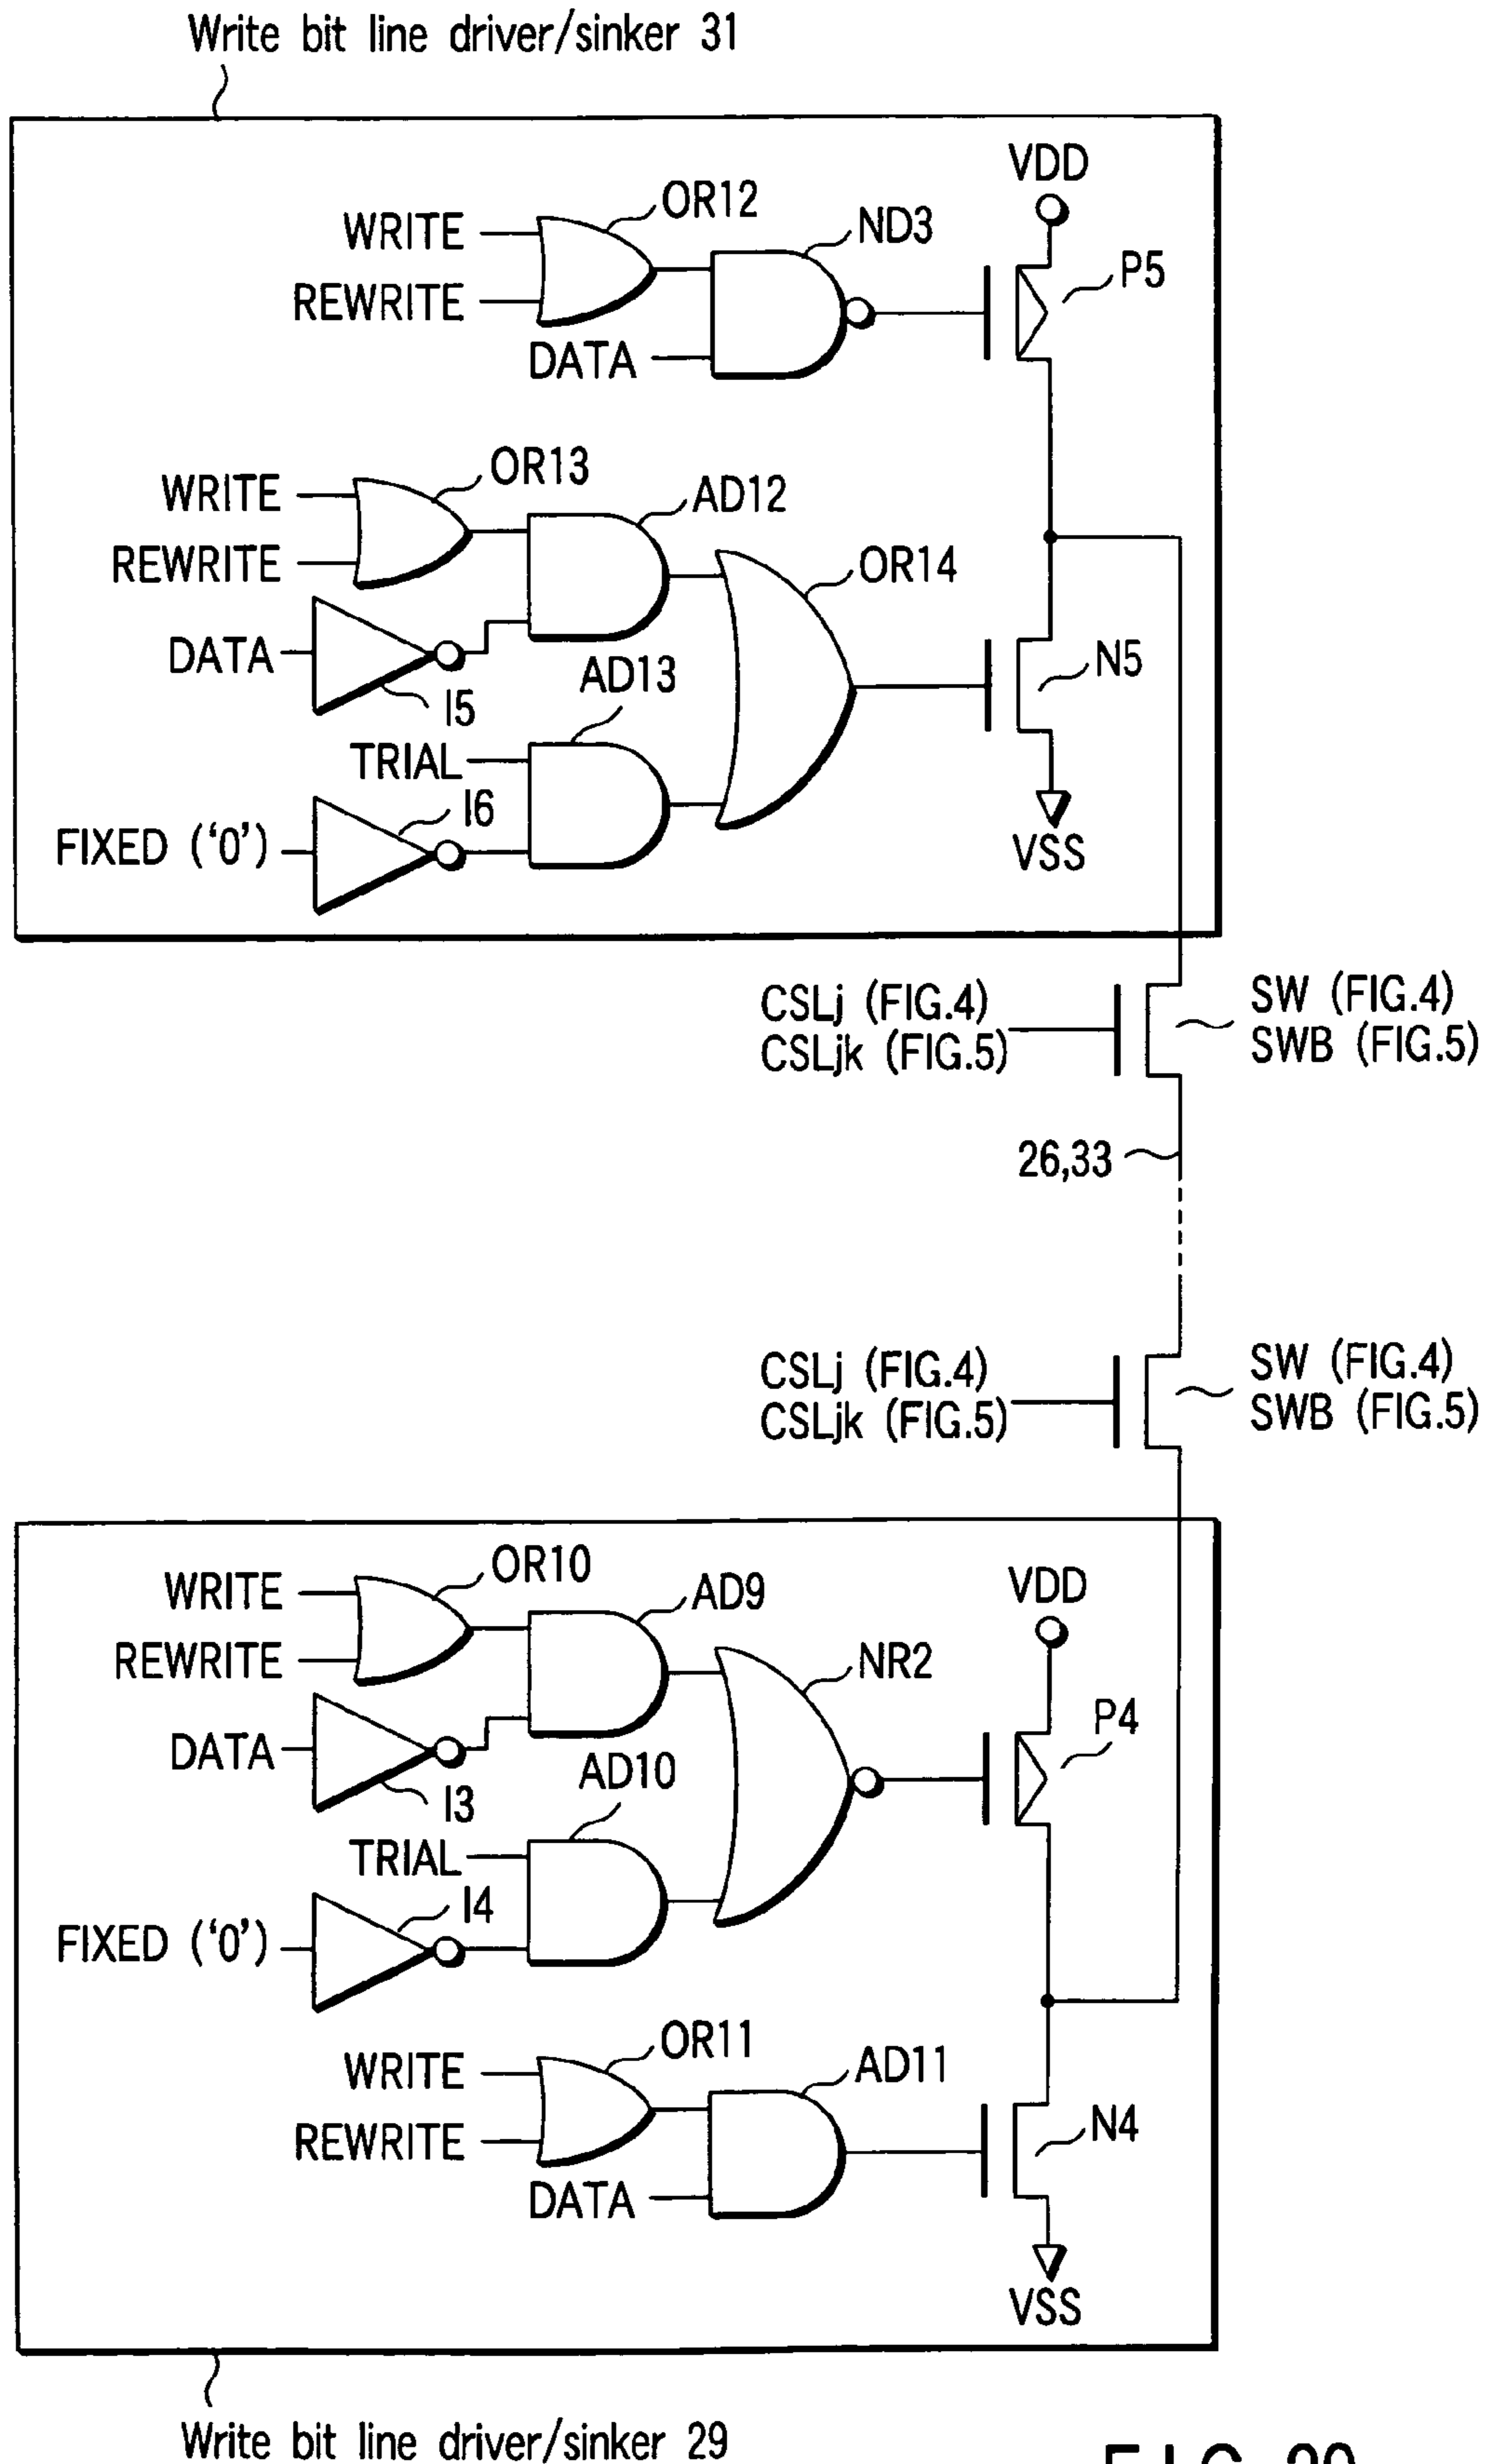 Write bit line driver/sinker 31
VDD
OR12
WRITE
ND3
REWRITE
P5
DATA
OR13
WRITE
AD12
REWRITE
OR14
DATA
AD13
N5
I5
TRIAL
I6
FIXED ('0')
VSS
CSLj (FIG.4)
CSLjk (FIG.5)
SW (FIG.4)
SWB (FIG.5)
26,33
CSLj (FIG.4)
CSLjk (FIG.5)
SW (FIG.4)
SWB (FIG.5)
OR10
WRITE
AD9
VDD
REWRITE
NR2
P4
DATA
AD10
I3
TRIAL
I4
FIXED ('0')
OR11
WRITE
AD11
REWRITE
N4
DATA
VSS
Write bit line driver/sinker 29